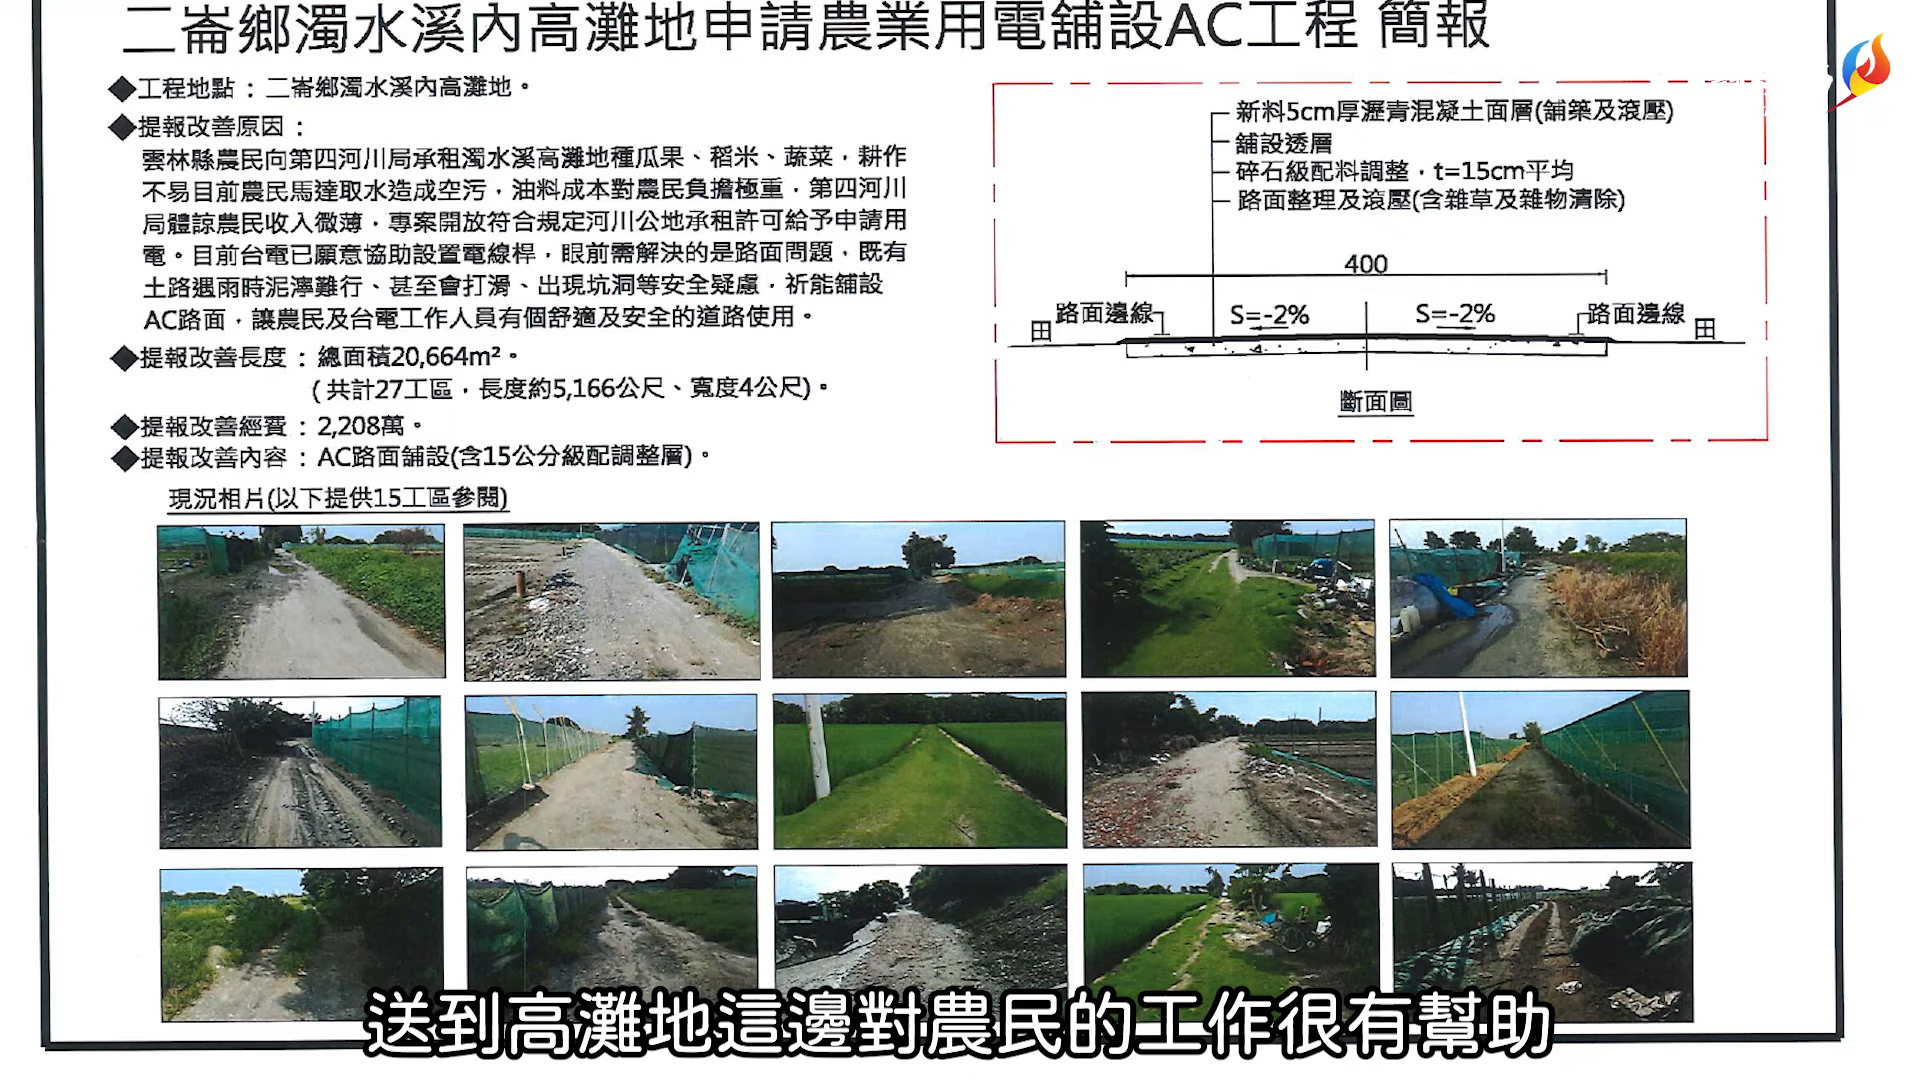 二崙鄉濁水溪內高灘地申請農業用電舖設AC工程 簡報
◆工程地點：二崙鄉濁水溪內高灘地。
◆提報改善原因：
雲林縣農民向第四河川局承租濁水溪高灘地種瓜果、稻米、蔬菜，耕作
不易目前農民馬達取水造成空污，油料成本對農民負擔極重，第四河川
局體諒農民收入微薄，專案開放符合規定河川公地承租許可給予申請用
電。目前台電已願意協助設置電線桿，眼前需解決的是路面問題，既有
土路遇雨時泥濘難行、甚至會打滑、出現坑洞等安全疑慮，祈能舖設
AC路面，讓農民及台電工作人員有個舒適及安全的道路使用。
◆提報改善長度：總面積20,664m²。
(共計27工區，長度約5,166公尺、寬度4公尺)。
◆提報改善經費：2,208萬。
◆提報改善內容：AC路面舖設(含15公分級配調整層)。
新料5cm厚瀝青混凝土面層(舖築及滾壓)
舖設透層
碎石級配料調整，t=15cm平均
路面整理及滾壓(含雜草及雜物清除)
400
田 路面邊線 S=-2% S=-2% 路面邊線 田
斷面圖
現況相片(以下提供15工區參閱)
送到高灘地這邊對農民的工作很有幫助